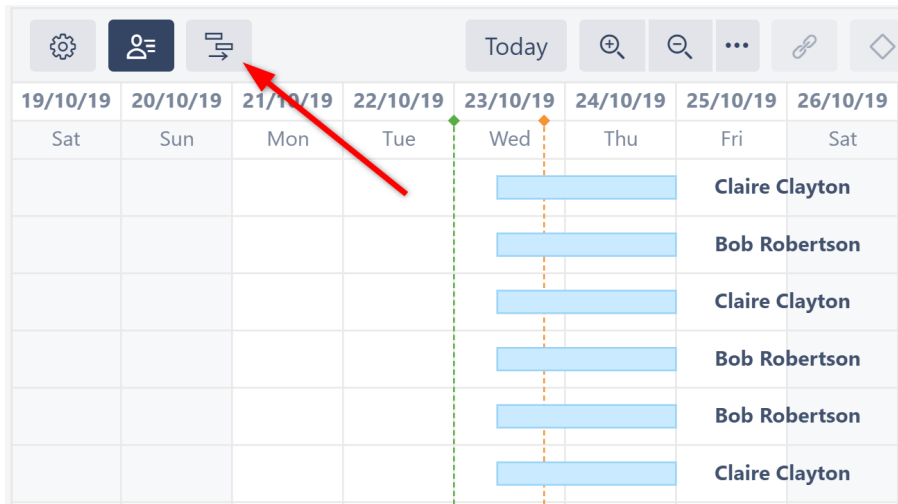 Today
19/10/19 20/10/19 21/10/19 22/10/19 23/10/19 24/10/19 25/10/19 26/10/19
Sat Sun Mon Tue Wed Thu Fri Sat
Claire Clayton
Bob Robertson
Claire Clayton
Bob Robertson
Bob Robertson
Claire Clayton